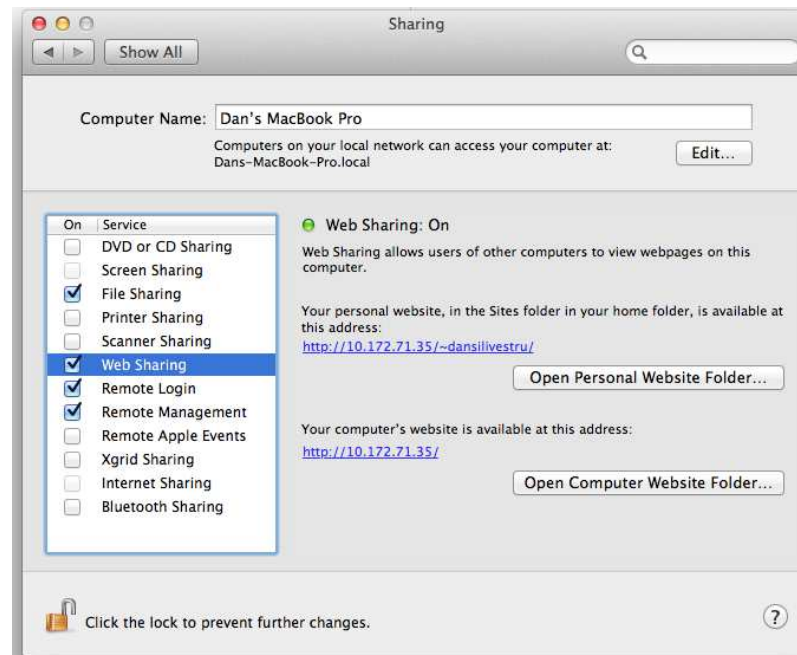 Sharing
Show All
Computer Name: Dan's MacBook Pro
Computers on your local network can access your computer at:
Dans-MacBook-Pro.local
Edit...
On Service
DVD or CD Sharing
Screen Sharing
File Sharing
Printer Sharing
Scanner Sharing
Web Sharing
Remote Login
Remote Management
Remote Apple Events
Xgrid Sharing
Internet Sharing
Bluetooth Sharing
Web Sharing: On
Web Sharing allows users of other computers to view webpages on this
computer.
Your personal website, in the Sites folder in your home folder, is available at
this address:
http://10.172.71.35/~dansilivestru/
Open Personal Website Folder...
Your computer's website is available at this address:
http://10.172.71.35/
Open Computer Website Folder...
Click the lock to prevent further changes.
?